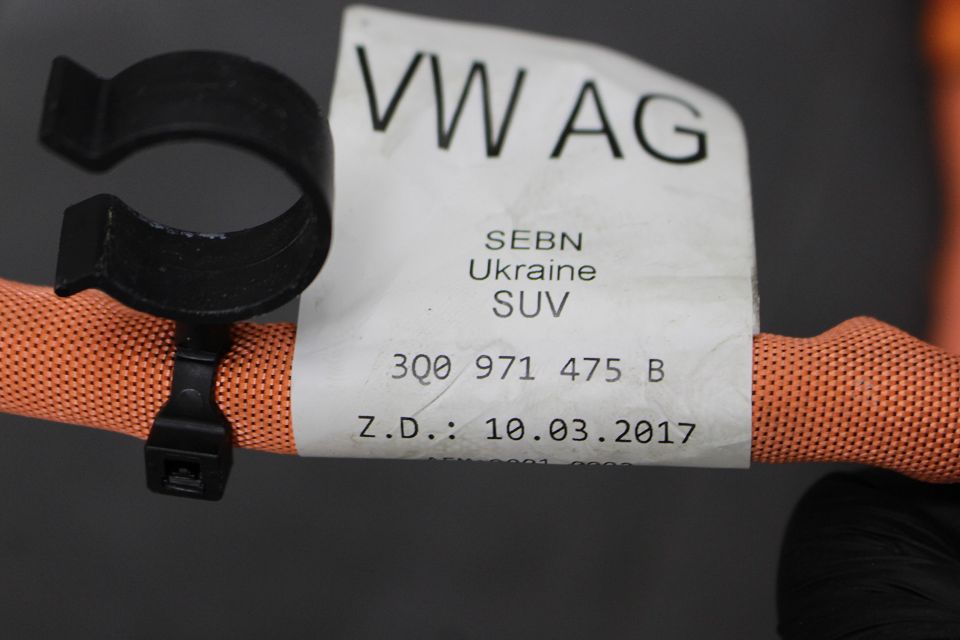 VW AG
SEBN
Ukraine
SUV
3Q0 971 475 B
Z.D.: 10.03.2017